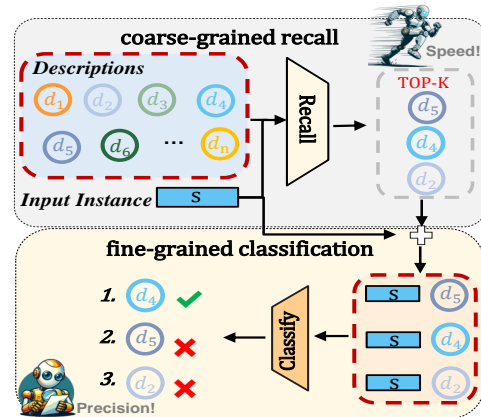 coarse-grained recall
Speed!
Descriptions
TOP-K
d1 d2 d3 d4
d5 d6 ... dn
Recall
d5
d4
d2
Input Instance S
fine-grained classification
1. d4
2. d5
3. d2
Classify
S d5
S d4
S d2
Precision!